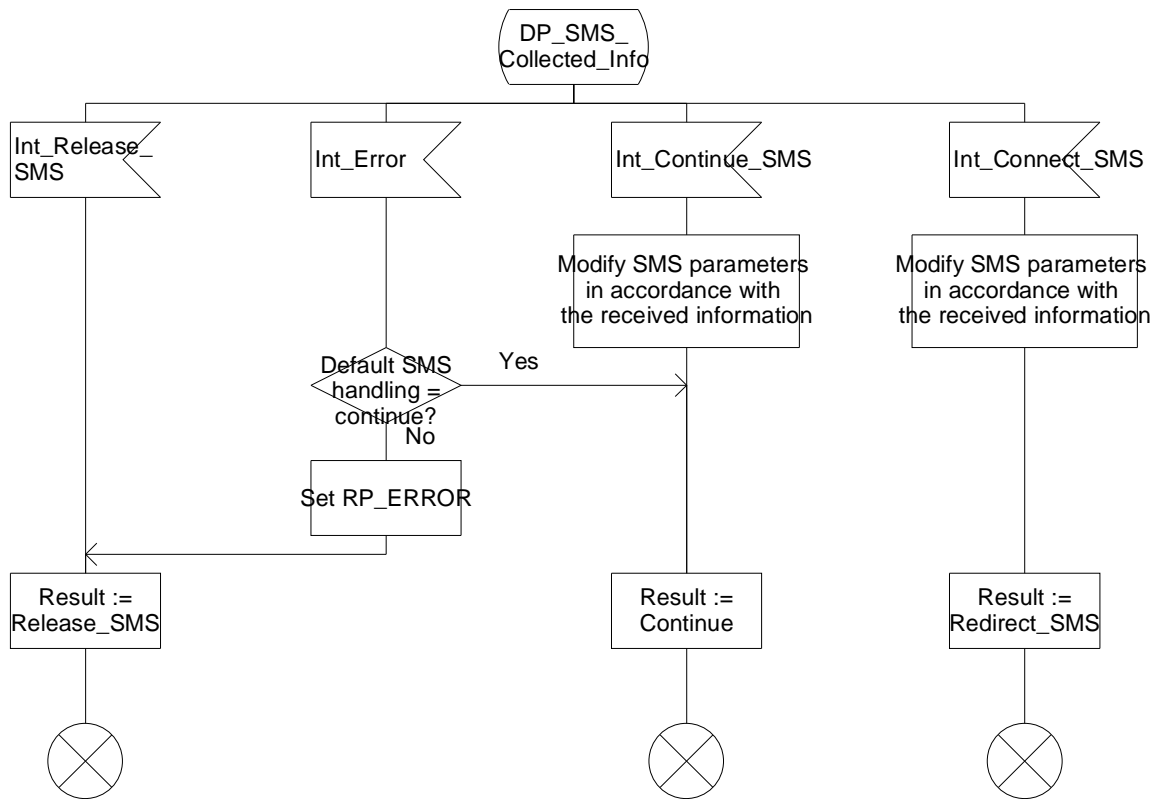 DP_SMS_
Collected_Info
Int_Release_
SMS
Int_Error
Int_Continue_SMS
Int_Connect_SMS
Modify SMS parameters
in accordance with
the received information
Modify SMS parameters
in accordance with
the received information
Default SMS
handling =
continue?
Yes
No
Set RP_ERROR
Result :=
Release_SMS
Result :=
Continue
Result :=
Redirect_SMS